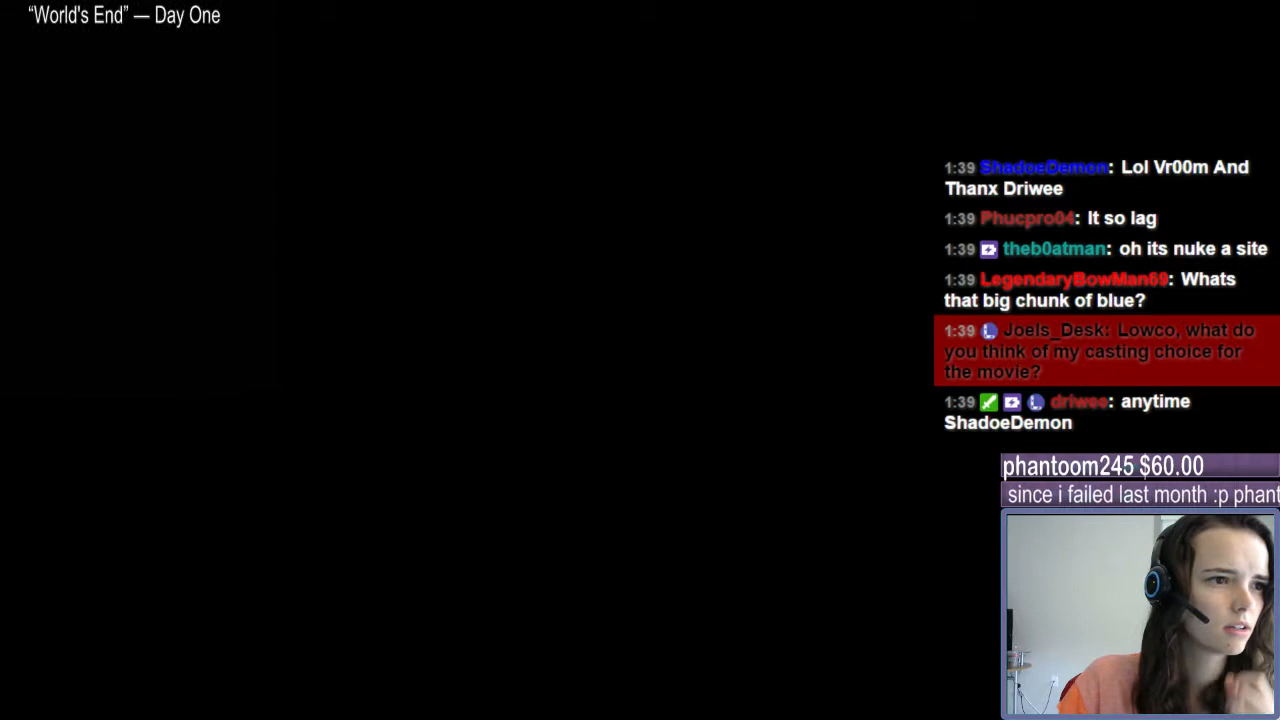 “World's End” — Day One
1:39 ShadoeDemon: Lol Vr00m And
Thanx Driwee
1:39 Phucpro04: It so lag
1:39 theb0atman: oh its nuke a site
1:39 LegendaryBowMan69: Whats
that big chunk of blue?
1:39 Joels_Desk: Lowco, what do
you think of my casting choice for
the movie?
1:39 driwee: anytime
ShadoeDemon
phantoom245 $60.00
since i failed last month :p phant